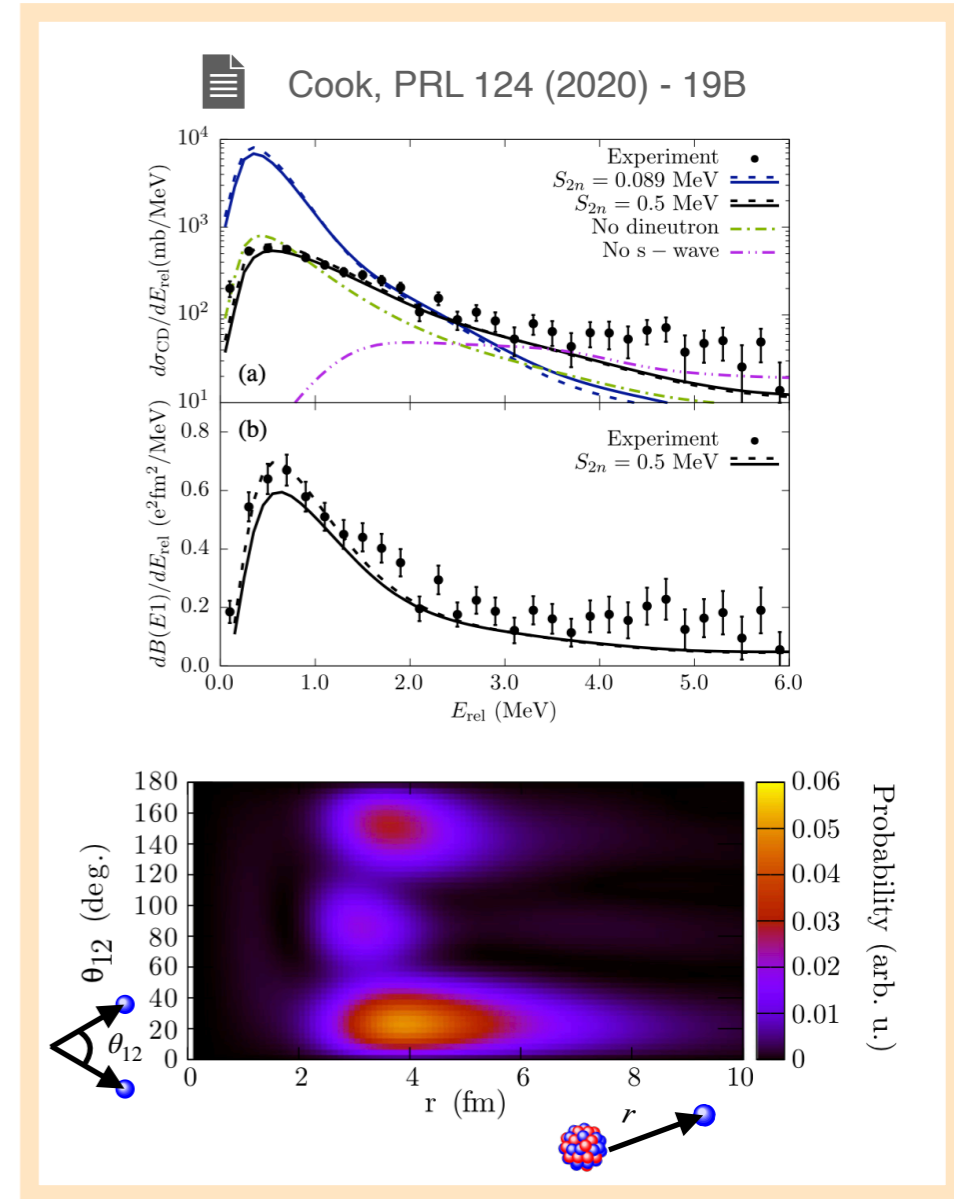 Cook, PRL 124 (2020) - 19B
dσ_CD/dE_rel(mb/MeV)
10^4
10^3
10^2
10^1
Experiment
S_2n = 0.089 MeV
S_2n = 0.5 MeV
No dineutron
No s − wave
(a)
dB(E1)/dE_rel (e^2fm^2/MeV)
0.8
0.6
0.4
0.2
0.0
(b)
Experiment
S_2n = 0.5 MeV
0.0 1.0 2.0 3.0 4.0 5.0 6.0
E_rel (MeV)
θ_12 (deg.)
180
160
140
120
100
80
60
40
20
0
0 2 4 6 8 10
r (fm)
0.06
0.05
0.04
0.03
0.02
0.01
0
Probability (arb. u.)
θ_12
r